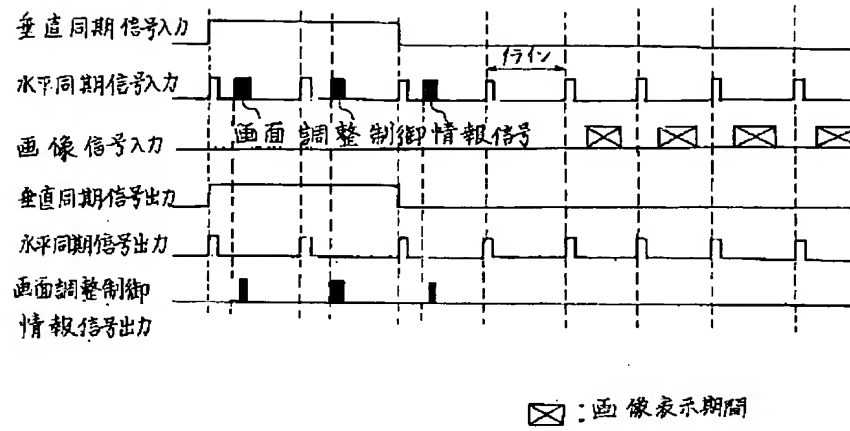 垂直同期信号入力
1ライン
水平同期信号入力
画面調整制御情報信号
画像信号入力
垂直同期信号出力
水平同期信号出力
画面調整制御
情報信号出力
:画像表示期間